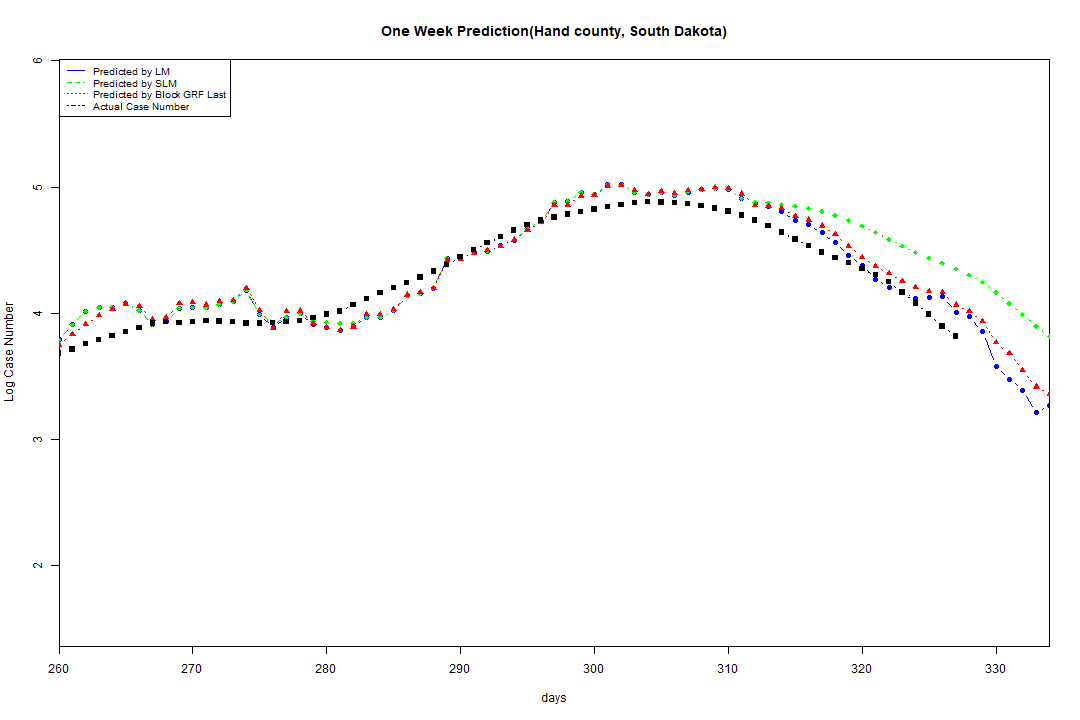 One Week Prediction(Hand county, South Dakota)
6
Predicted by LM
Predicted by SLM
Predicted by Block GRF Last
Actual Case Number
5
4
3
2
Log Case Number
260 270 280 290 300 310 320 330
days